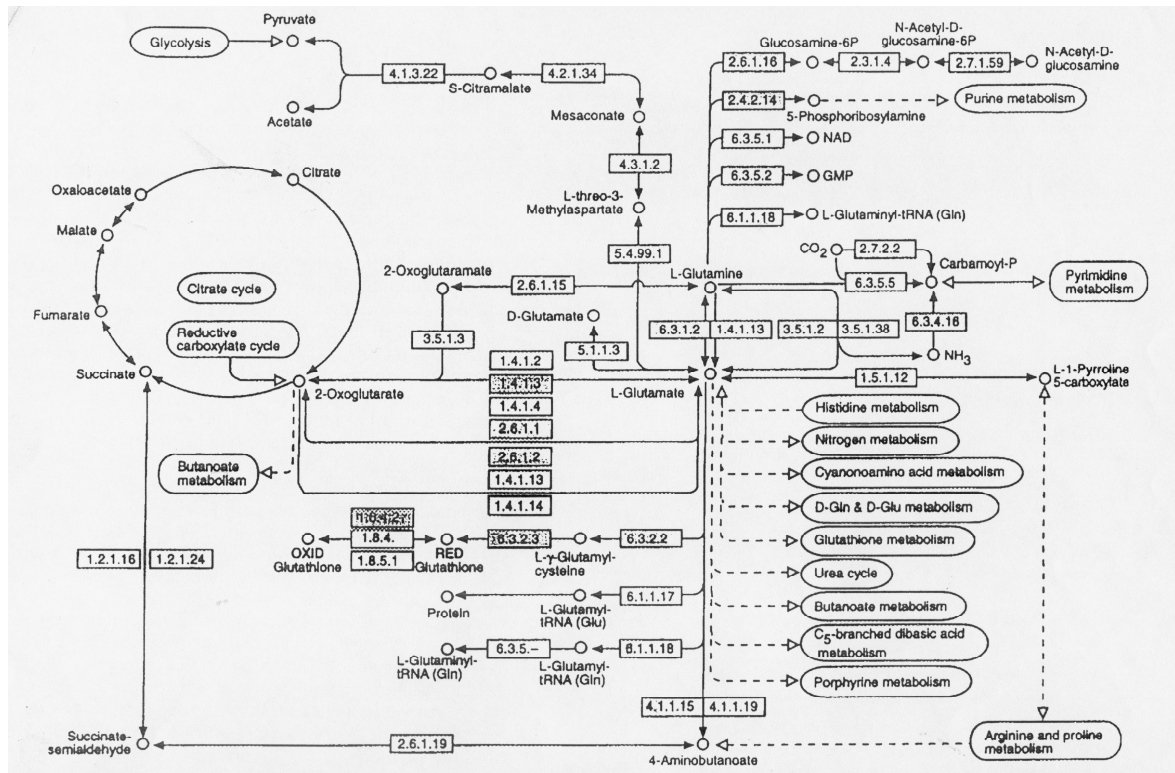 Pyruvate
Glycolysis
4.1.3.22
S-Citramalate
4.2.1.34
Acetate
Mesaconate
4.3.1.2
L-threo-3-
Methylaspartate
5.4.99.1
Glucosamine-6P
N-Acetyl-D-
glucosamine-6P
N-Acetyl-D-
glucosamine
2.6.1.16
2.3.1.4
2.7.1.59
2.4.2.14
5-Phosphoribosylamine
Purine metabolism
6.3.5.1
NAD
6.3.5.2
GMP
6.1.1.18
L-Glutaminyl-tRNA (Gln)
CO2
2.7.2.2
Carbamoyl-P
6.3.5.5
Pyrimidine
metabolism
6.3.4.16
NH3
Oxaloacetate
Citrate
Malate
Citrate cycle
Fumarate
Reductive
carboxylate cycle
Succinate
2-Oxoglutarate
2-Oxoglutaramate
2.6.1.15
L-Glutamine
3.5.1.3
D-Glutamate
5.1.1.3
6.3.1.2
1.4.1.13
3.5.1.2
3.5.1.38
L-Glutamate
1.5.1.12
L-1-Pyrroline
5-carboxylate
1.4.1.2
1.4.1.3
1.4.1.4
2.6.1.1
2.6.1.2
1.4.1.13
1.4.1.14
Butanoate
metabolism
Histidine metabolism
Nitrogen metabolism
Cyanonoamino acid metabolism
D-Gln & D-Glu metabolism
Glutathione metabolism
Urea cycle
Butanoate metabolism
C5-branched dibasic acid
metabolism
Porphyrine metabolism
1.8.4.
1.8.5.1
OXID
Glutathione
RED
Glutathione
6.3.2.3
L-γ-Glutamyl-
cysteine
6.3.2.2
1.2.1.16
1.2.1.24
Protein
L-Glutamyl-
tRNA (Glu)
6.1.1.17
L-Glutaminyl-
tRNA (Gln)
6.3.5.–
L-Glutamyl-
tRNA (Gln)
6.1.1.18
4.1.1.15
4.1.1.19
Succinate-
semialdehyde
2.6.1.19
4-Aminobutanoate
Arginine and proline
metabolism